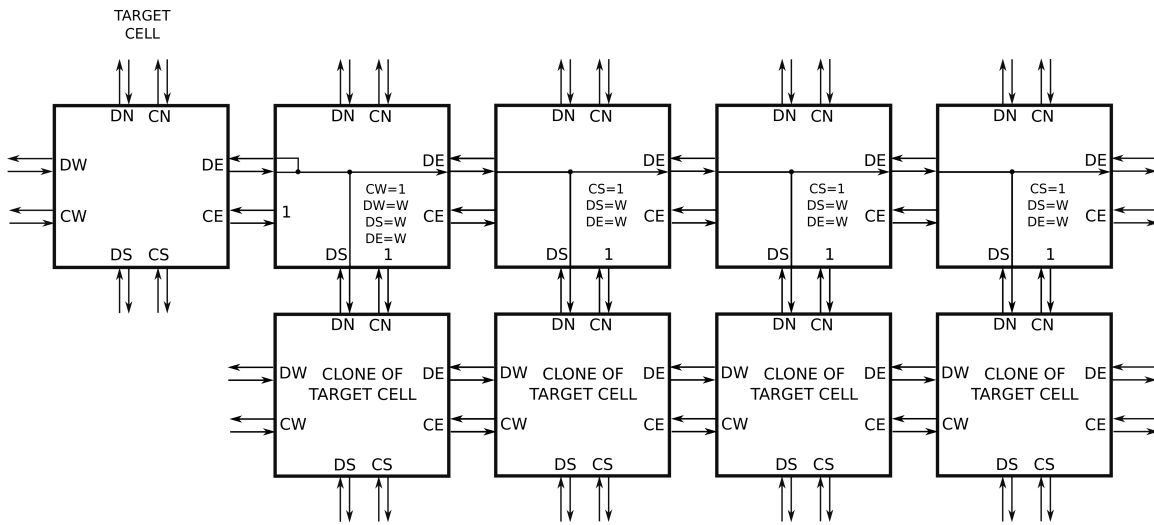 TARGET
CELL
DN CN
DN CN
DN CN
DN CN
DN CN
DW
DE
DE
DE
DE
DE
CW
CE
1
CW=1
DW=W
DS=W
DE=W
CE
CS=1
DS=W
DE=W
CE
CS=1
DS=W
DE=W
CE
CS=1
DS=W
DE=W
CE
DS CS
DS 1
DS 1
DS 1
DS 1
DN CN
DN CN
DN CN
DN CN
DW
CLONE OF
TARGET CELL
DE
DW
CLONE OF
TARGET CELL
DE
DW
CLONE OF
TARGET CELL
DE
DW
CLONE OF
TARGET CELL
DE
CW
CE
CW
CE
CW
CE
CW
CE
DS CS
DS CS
DS CS
DS CS